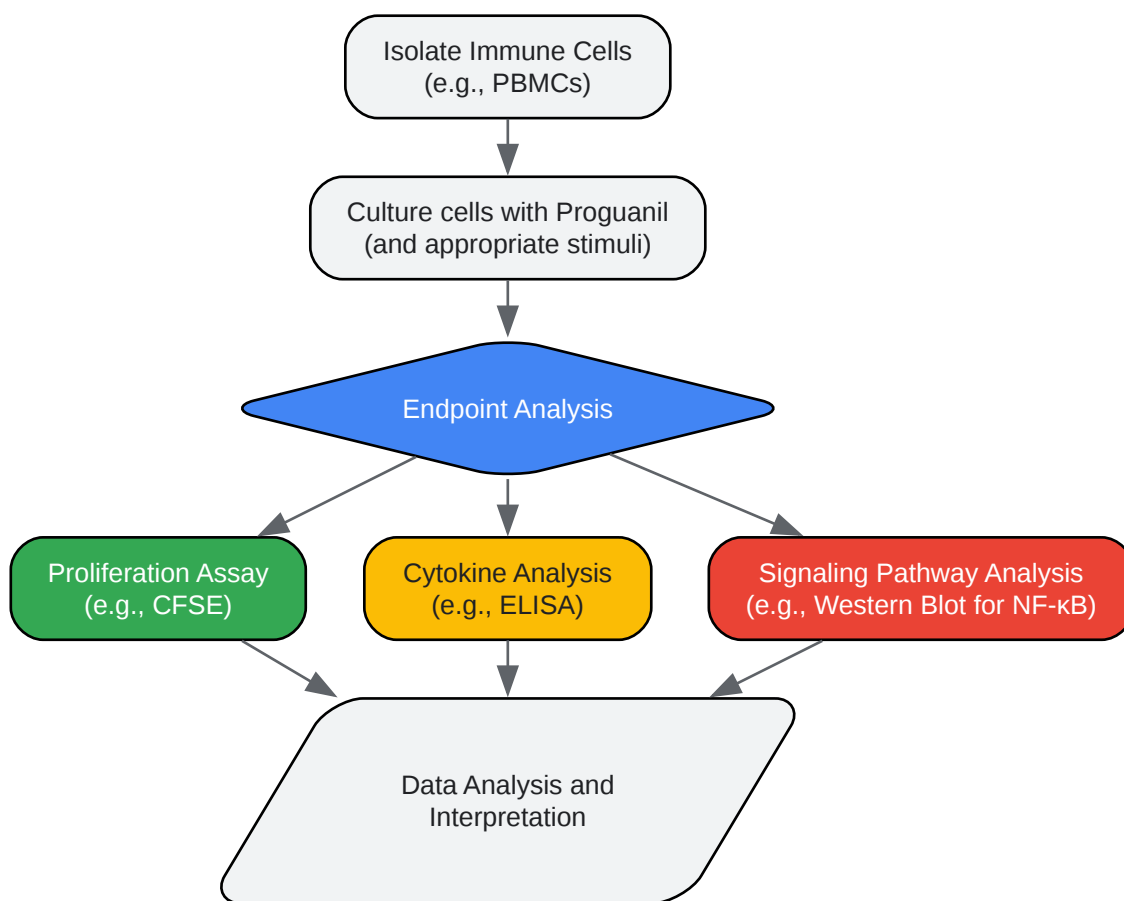 Isolate Immune Cells
(e.g., PBMCs)
Culture cells with Proguanil
(and appropriate stimuli)
Endpoint Analysis
Proliferation Assay
(e.g., CFSE)
Cytokine Analysis
(e.g., ELISA)
Signaling Pathway Analysis
(e.g., Western Blot for NF-κB)
Data Analysis and
Interpretation